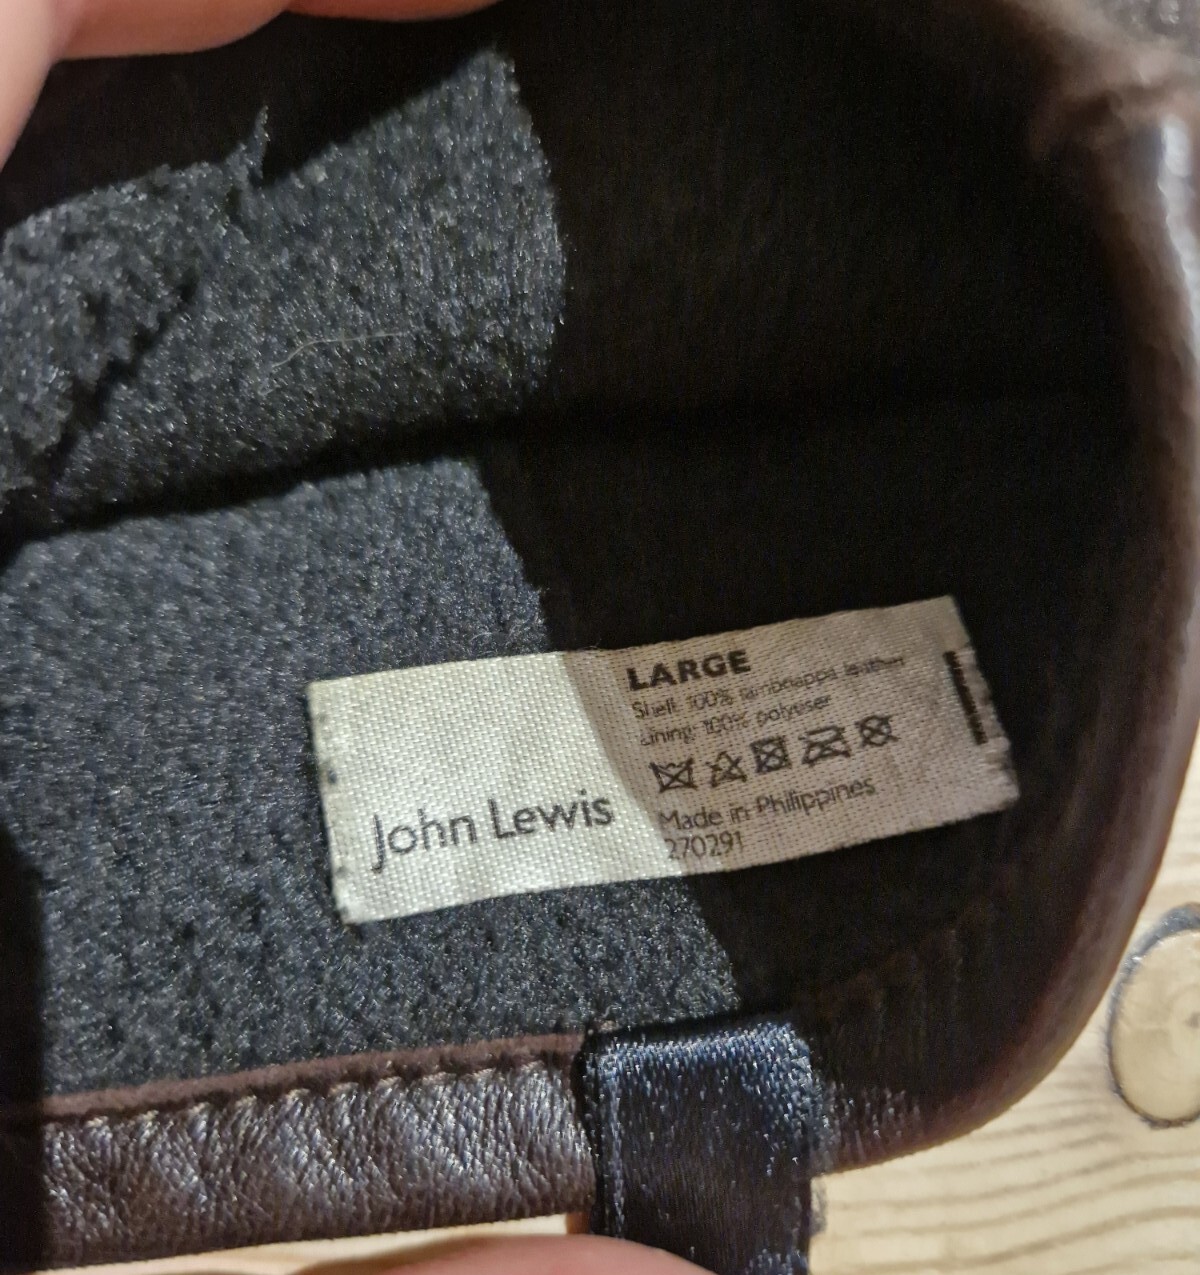 John Lewis
LARGE
Shell: 100% lambnappa leather
Lining: 100% polyester
Made in Philippines
270291